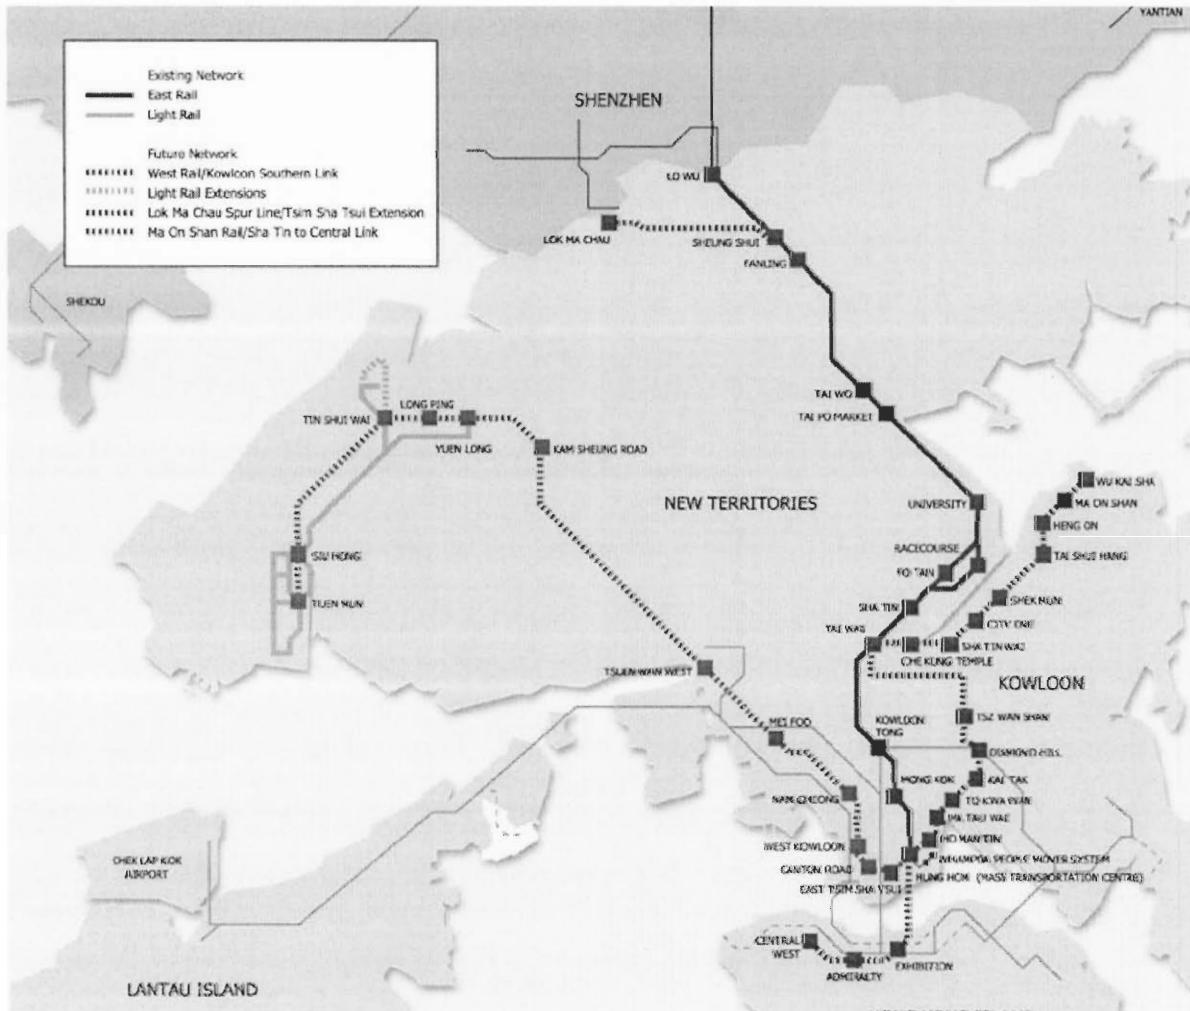 YANTIAN
Existing Network
East Rail
Light Rail
Future Network
West Rail/Kowloon Southern Link
Light Rail Extensions
Lok Ma Chau Spur Line/Tsim Sha Tsui Extension
Ma On Shan Rail/Sha Tin to Central Link
SHENZHEN
LO WU
LOK MA CHAU
SHEUNG SHUI
FANLING
SHEKOU
TAI WO
TAI PO MARKET
LONG PING
TIN SHUI WAI
YUEN LONG
KAM SHEUNG ROAD
NEW TERRITORIES
UNIVERSITY
WU KAI SHA
MA ON SHAN
HENG ON
RACECOURSE
TAI SHUI HANG
SIU HONG
FO TAN
TUEN MUN
SHA TIN
SHEK MUN
CITY ONE
TAI WAI
SHA TIN WAI
CHE KUNG TEMPLE
TSUEN WAN WEST
KOWLOON
TSZ WAN SHAN
MEI FOO
KOWLOON
TONG
DIAMOND HILL
KAI TAK
MONG KOK
NAM CHEONG
TO KWA WAN
MA TAU WAI
HO MAN TIN
WEST KOWLOON
WHAMPOA PEOPLE MOVER SYSTEM
CANTON ROAD
HUNG HOM (MASS TRANSPORTATION CENTRE)
EAST TSIM SHA TSUI
CHEK LAP KOK
AIRPORT
CENTRAL
WEST
ADMIRALTY
EXHIBITION
LANTAU ISLAND